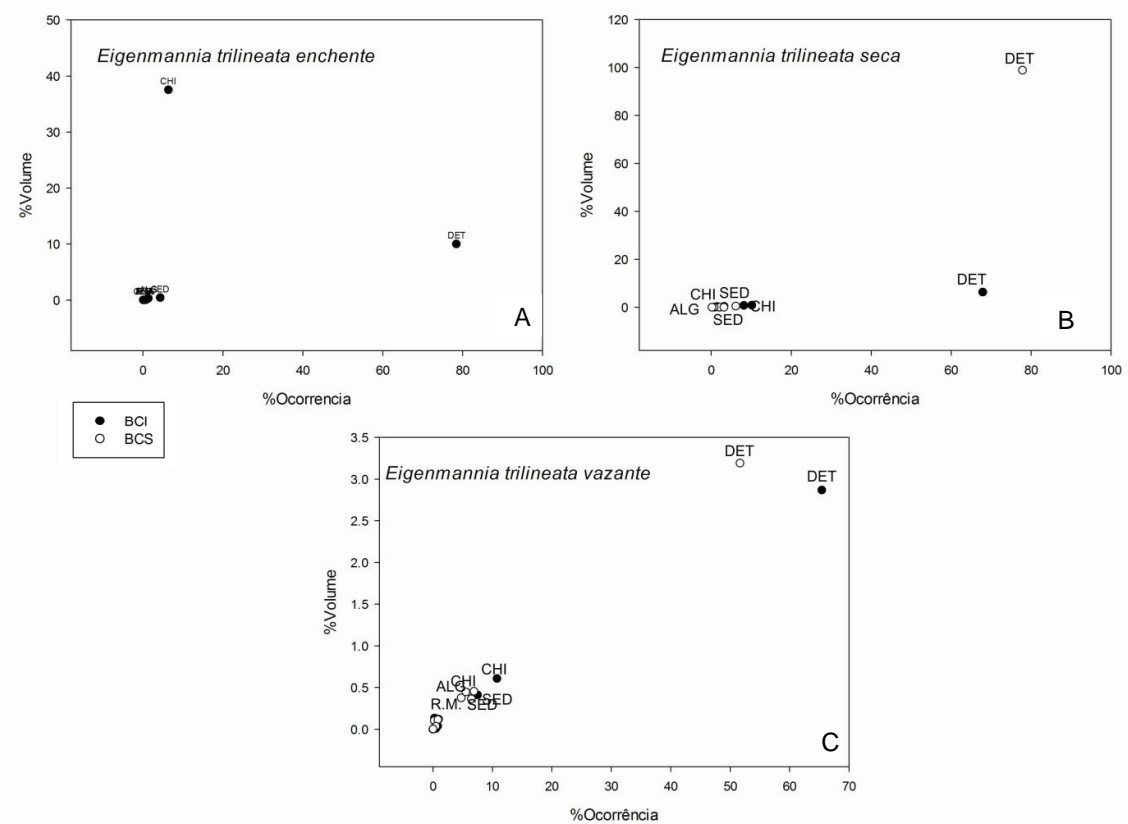 Eigenmannia trilineata enchente
CHI
DET
SED
%Volume
50
40
30
20
10
0
0 20 40 60 80 100
%Ocorrencia
A
Eigenmannia trilineata seca
DET
DET
CHI SED
ALG CHI
SED
%Volume
120
100
80
60
40
20
0
0 20 40 60 80 100
%Ocorrência
B
BCI
BCS
Eigenmannia trilineata vazante
DET
DET
CHI CHI
ALG
R.M. SED SED
%Volume
3.5
3.0
2.5
2.0
1.5
1.0
0.5
0.0
0 10 20 30 40 50 60 70
%Ocorrência
C